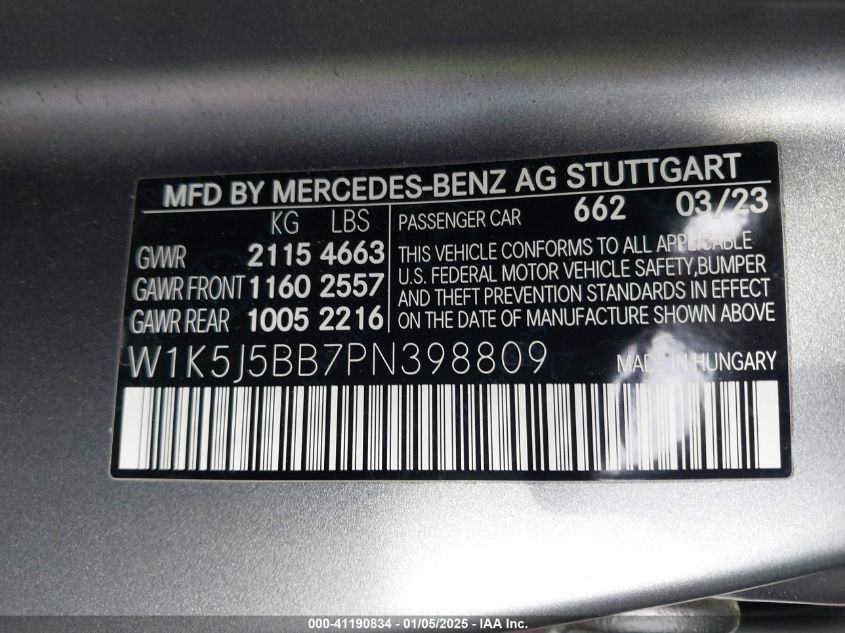 MFD BY MERCEDES-BENZ AG STUTTGART
KG LBS
GVWR 2115 4663
GAWR FRONT 1160 2557
GAWR REAR 1005 2216
PASSENGER CAR 662 03/23
THIS VEHICLE CONFORMS TO ALL APPLICABLE
U.S. FEDERAL MOTOR VEHICLE SAFETY,BUMPER
AND THEFT PREVENTION STANDARDS IN EFFECT
ON THE DATE OF MANUFACTURE SHOWN ABOVE
W1K5J5BB7PN398809
MADE IN HUNGARY
000-41190834 - 01/05/2025 - IAA Inc.